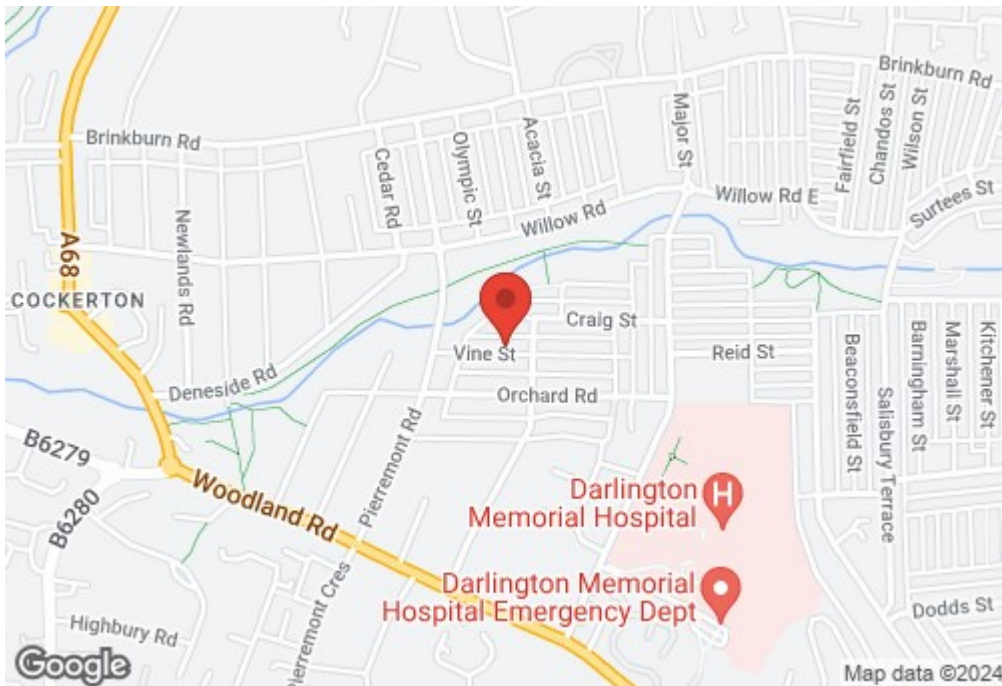 Brinkburn Rd
Brinkburn Rd
Major St
Fairfield St
Chandos St
Wilson St
Acacia St
Olympic St
Cedar Rd
Newlands Rd
Willow Rd E
Willow Rd
Surtees St
A68
COCKERTON
Craig St
Vine St
Reid St
Deneside Rd
Orchard Rd
Beaconsfield St
Salisbury Terrace
Barningham St
Marshall St
Kitchener St
B6279
B6280
Woodland Rd
Pierremont Rd
Pierremont Cres
Darlington
Memorial Hospital
H
Darlington Memorial
Hospital Emergency Dept
Dodds St
Highbury Rd
Google
Map data ©2024